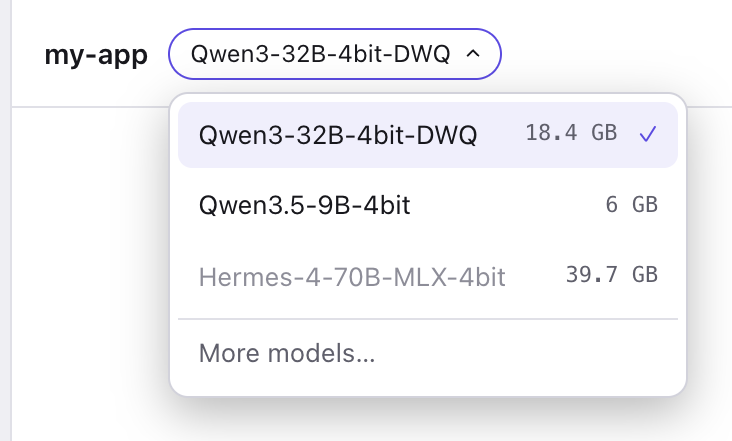 my-app Qwen3-32B-4bit-DWQ
Qwen3-32B-4bit-DWQ 18.4 GB
Qwen3.5-9B-4bit 6 GB
Hermes-4-70B-MLX-4bit 39.7 GB
More models...